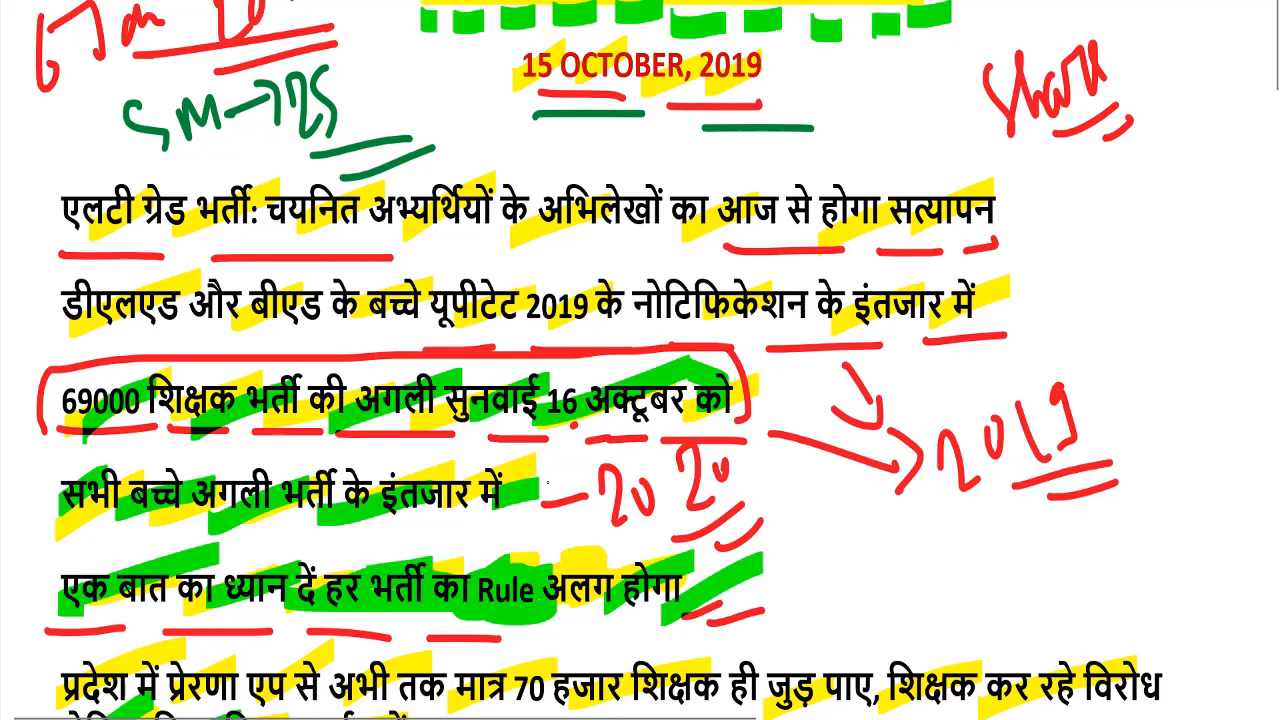 15 OCTOBER, 2019
SM→725
Share
एलटी ग्रेड भर्ती: चयनित अभ्यर्थियों के अभिलेखों का आज से होगा सत्यापन
डीएलएड और बीएड के बच्चे यूपीटेट 2019 के नोटिफिकेशन के इंतजार में
69000 शिक्षक भर्ती की अगली सुनवाई 16 अक्टूबर को
2019
सभी बच्चे अगली भर्ती के इंतजार में
- 2020
एक बात का ध्यान दें हर भर्ती का Rule अलग होगा
प्रदेश में प्रेरणा एप से अभी तक मात्र 70 हजार शिक्षक ही जुड़ पाए, शिक्षक कर रहे विरोध